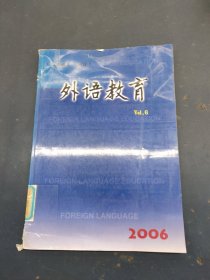 外语教育
Vol. 6
FOREIGN LANGUAGE EDUCATION
FOREIGN LANGUAGE
2006